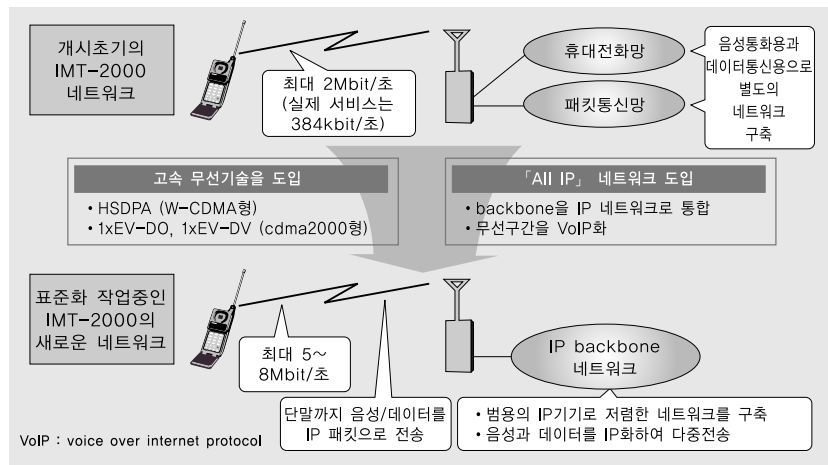 개시초기의
IMT-2000
네트워크
최대 2Mbit/초
(실제 서비스는
384kbit/초)
휴대전화망
패킷통신망
음성통화용과
데이터통신용으로
별도의
네트워크
구축
고속 무선기술을 도입
• HSDPA (W-CDMA형)
• 1xEV-DO, 1xEV-DV (cdma2000형)
「All IP」 네트워크 도입
• backbone을 IP 네트워크로 통합
• 무선구간을 VoIP화
표준화 작업중인
IMT-2000의
새로운 네트워크
최대 5~
8Mbit/초
단말까지 음성/데이터를
IP 패킷으로 전송
IP backbone
네트워크
• 범용의 IP기기로 저렴한 네트워크를 구축
• 음성과 데이터를 IP화하여 다중전송
VoIP : voice over internet protocol